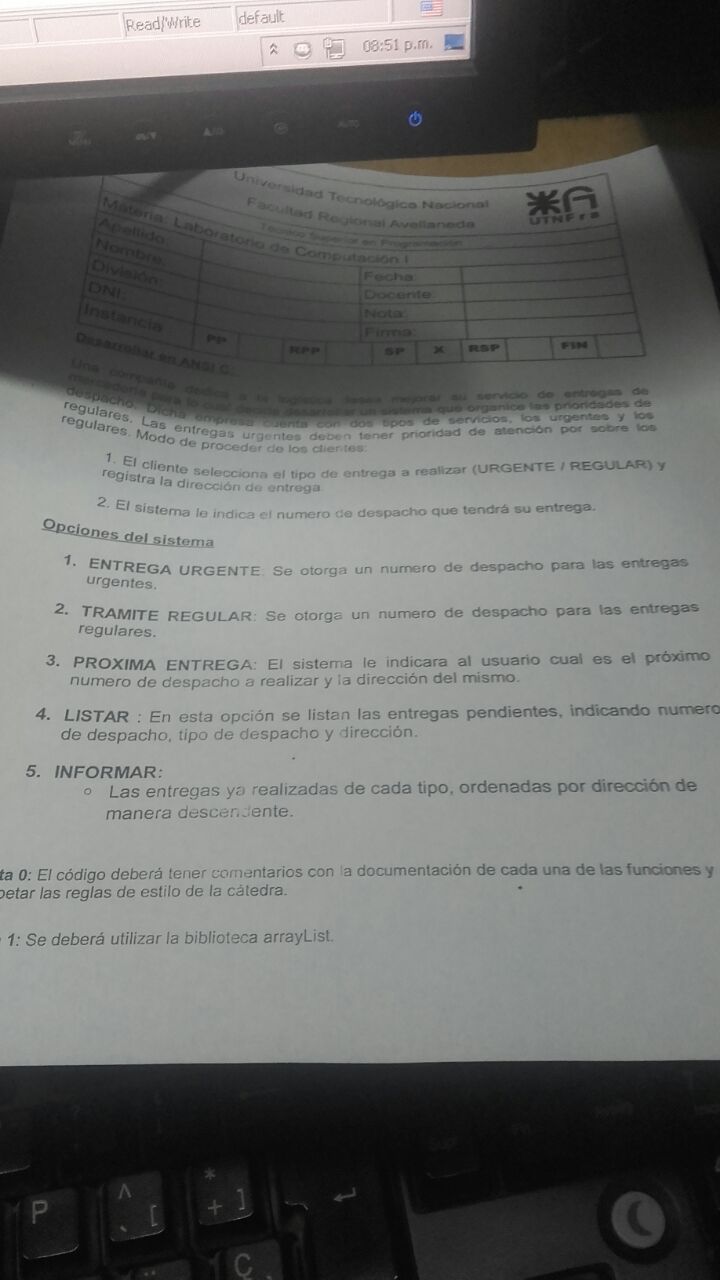 Read/Write default
08:51 p.m.
Universidad Tecnológica Nacional
Facultad Regional Avellaneda
UTNFra
Técnico Superior en Programación
Materia: Laboratorio de Computación I
Apellido
Fecha:
Nombre:
Docente:
División:
Nota:
DNI:
Firma:
Instancia PP RPP SP X RSP FIN
Desarrollar en ANSI C:
Una compañía dedica a la logística desea mejorar su servicio de entregas de
mercadería para lo cual decide desarrollar un sistema que organice las prioridades de
despacho. Dicha empresa cuenta con dos tipos de servicios, los urgentes y los
regulares. Las entregas urgentes deben tener prioridad de atención por sobre los
regulares. Modo de proceder de los clientes:
1. El cliente selecciona el tipo de entrega a realizar (URGENTE / REGULAR) y
registra la dirección de entrega.
2. El sistema le indica el numero de despacho que tendrá su entrega.
Opciones del sistema
1. ENTREGA URGENTE: Se otorga un numero de despacho para las entregas
urgentes.
2. TRAMITE REGULAR: Se otorga un numero de despacho para las entregas
regulares.
3. PROXIMA ENTREGA: El sistema le indicara al usuario cual es el próximo
numero de despacho a realizar y la dirección del mismo.
4. LISTAR : En esta opción se listan las entregas pendientes, indicando numero
de despacho, tipo de despacho y dirección.
5. INFORMAR:
○ Las entregas ya realizadas de cada tipo, ordenadas por dirección de
manera descendente.
ta 0: El código deberá tener comentarios con la documentación de cada una de las funciones y
petar las reglas de estilo de la cátedra.
1: Se deberá utilizar la biblioteca arrayList.
P ^ ` [ * + ] Ç